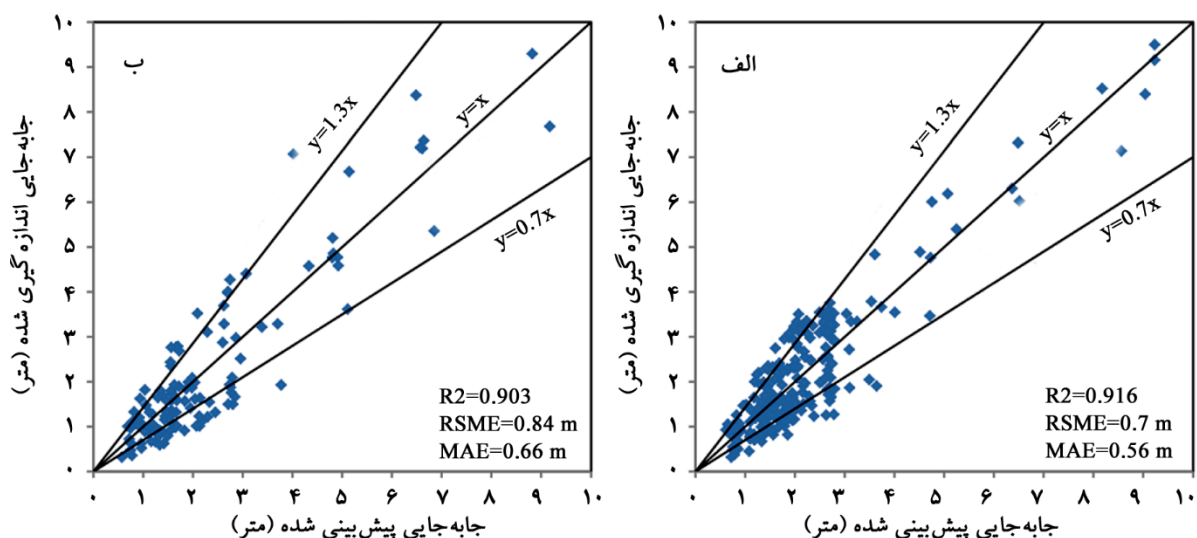 الف
y=1.3x
y=x
y=0.7x
R2=0.916
RSME=0.7 m
MAE=0.56 m
۱۰
۹
۸
۷
۶
۵
۴
۳
۲
۱
۰
۰ ۱ ۲ ۳ ۴ ۵ ۶ ۷ ۸ ۹ ۱۰
جابه‌جایی اندازه گیری شده (متر)
جابه‌جایی پیش‌بینی شده (متر)
ب
y=1.3x
y=x
y=0.7x
R2=0.903
RSME=0.84 m
MAE=0.66 m
۱۰
۹
۸
۷
۶
۵
۴
۳
۲
۱
۰
۰ ۱ ۲ ۳ ۴ ۵ ۶ ۷ ۸ ۹ ۱۰
جابه‌جایی اندازه گیری شده (متر)
جابه‌جایی پیش‌بینی شده (متر)